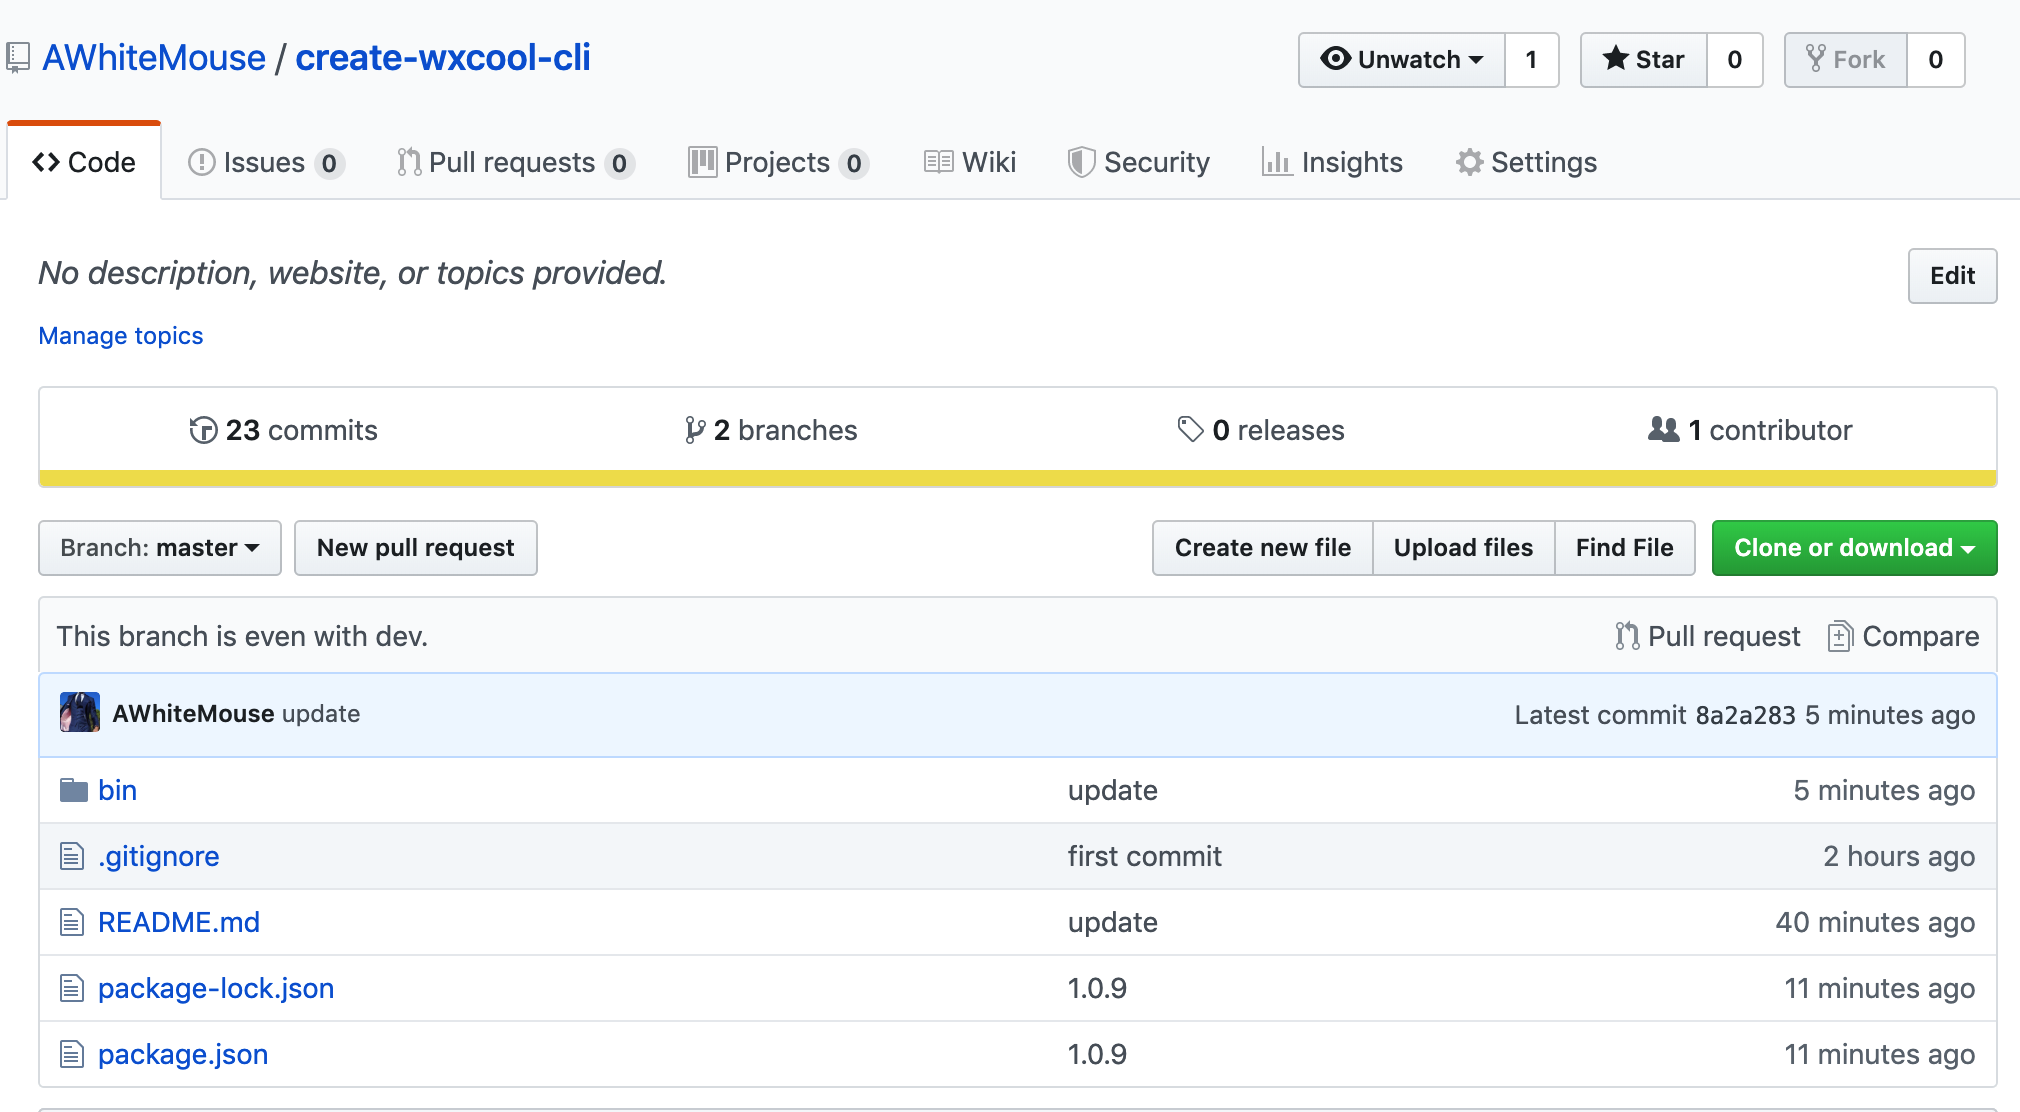 AWhiteMouse / create-wxcool-cli
Unwatch 1 Star 0 Fork 0
Code Issues 0 Pull requests 0 Projects 0 Wiki Security Insights Settings
No description, website, or topics provided.
Edit
Manage topics
23 commits 2 branches 0 releases 1 contributor
Branch: master New pull request Create new file Upload files Find File Clone or download
This branch is even with dev. Pull request Compare
AWhiteMouse update Latest commit 8a2a283 5 minutes ago
bin update 5 minutes ago
.gitignore first commit 2 hours ago
README.md update 40 minutes ago
package-lock.json 1.0.9 11 minutes ago
package.json 1.0.9 11 minutes ago